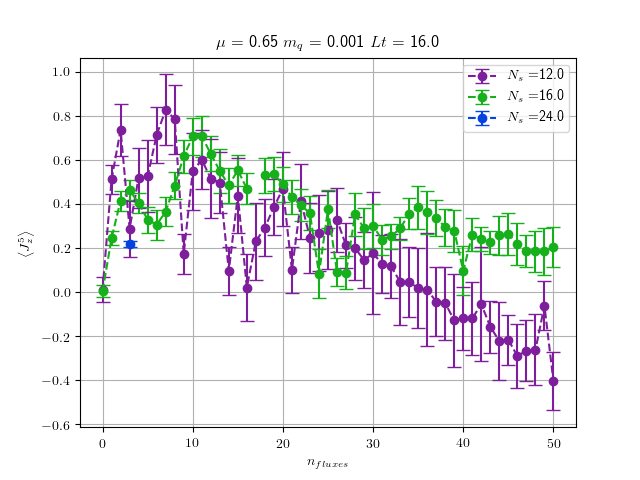 μ = 0.65 m_q = 0.001 Lt = 16.0
N_s =12.0
N_s =16.0
N_s =24.0
⟨J_z^5⟩
1.0
0.8
0.6
0.4
0.2
0.0
−0.2
−0.4
−0.6
0 10 20 30 40 50
n_{fluxes}